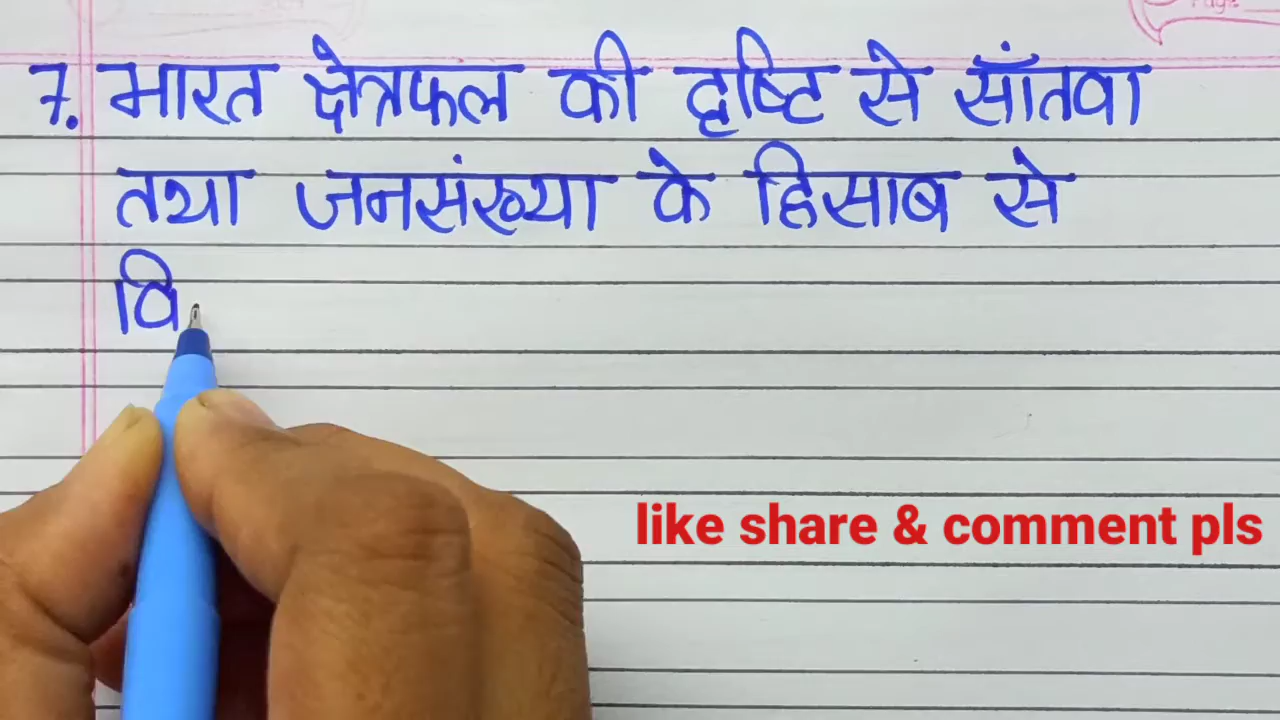 7. भारत क्षेत्रफल की दृष्टि से साँतवा
तथा जनसंख्या के हिसाब से
वि
like share & comment pls